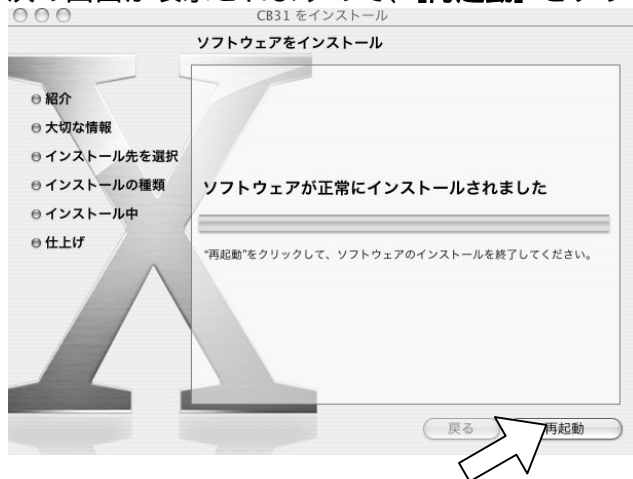 CB31 をインストール
ソフトウェアをインストール
紹介
大切な情報
インストール先を選択
インストールの種類
インストール中
仕上げ
ソフトウェアが正常にインストールされました
"再起動"をクリックして、ソフトウェアのインストールを終了してください。
戻る
再起動